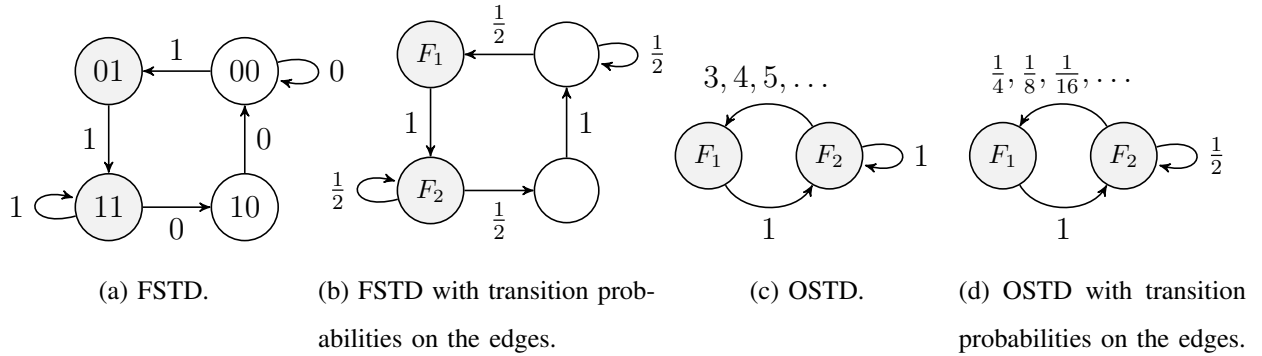 1
01
00
0
1
0
1
11
0
10
(a) FSTD.
1/2
F₁
1/2
1
1
1/2
F₂
1/2
(b) FSTD with transition prob-
abilities on the edges.
3, 4, 5, . . .
F₁
F₂
1
1
(c) OSTD.
1/4, 1/8, 1/16, . . .
F₁
F₂
1/2
1
(d) OSTD with transition
probabilities on the edges.